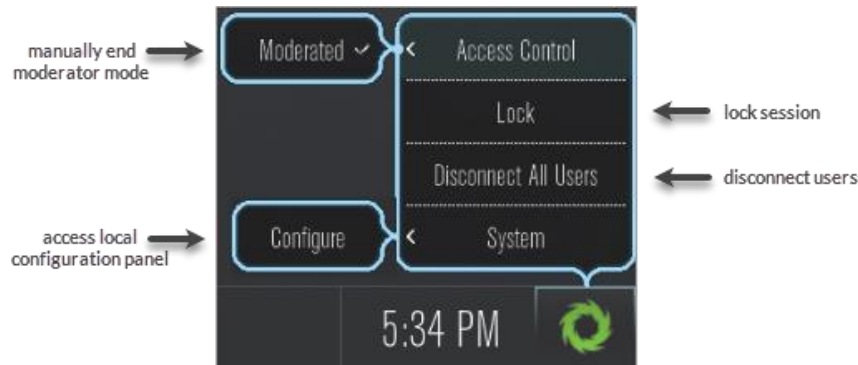 manually end
moderator mode
Moderated
Access Control
Lock
lock session
Disconnect All Users
disconnect users
access local
configuration panel
Configure
System
5:34 PM